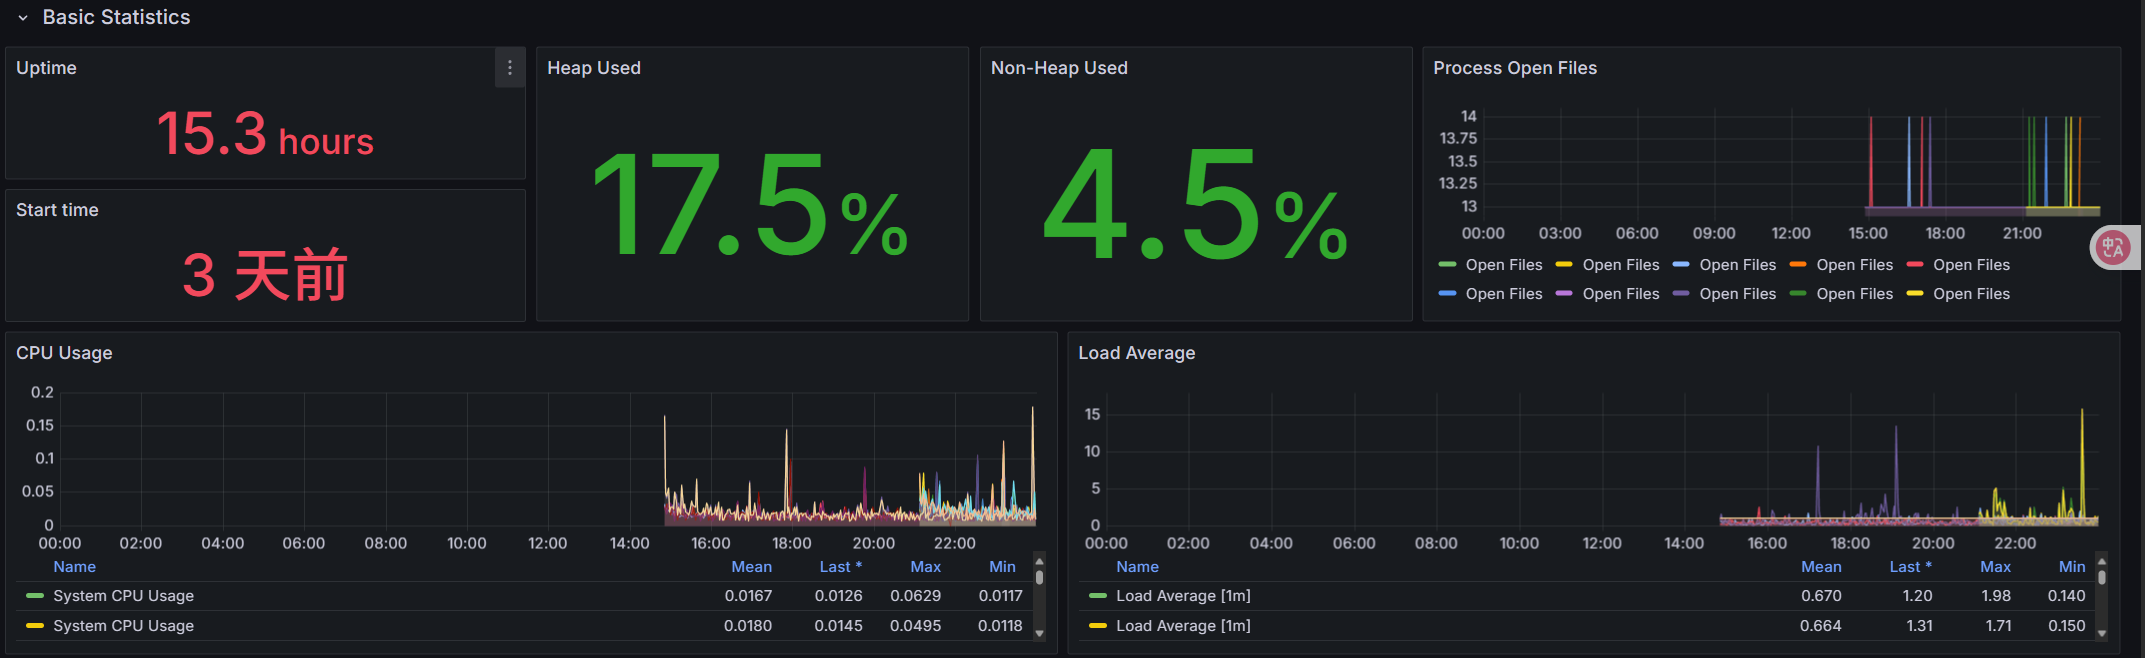 Basic Statistics
Uptime
15.3 hours
Start time
3 天前
Heap Used
17.5%
Non-Heap Used
4.5%
Process Open Files
14
13.75
13.5
13.25
13
00:00 03:00 06:00 09:00 12:00 15:00 18:00 21:00
Open Files Open Files Open Files Open Files Open Files
Open Files Open Files Open Files Open Files Open Files
中A
CPU Usage
0.2
0.15
0.1
0.05
0
00:00 02:00 04:00 06:00 08:00 10:00 12:00 14:00 16:00 18:00 20:00 22:00
Name Mean Last * Max Min
System CPU Usage 0.0167 0.0126 0.0629 0.0117
System CPU Usage 0.0180 0.0145 0.0495 0.0118
Load Average
15
10
5
0
00:00 02:00 04:00 06:00 08:00 10:00 12:00 14:00 16:00 18:00 20:00 22:00
Name Mean Last * Max Min
Load Average [1m] 0.670 1.20 1.98 0.140
Load Average [1m] 0.664 1.31 1.71 0.150